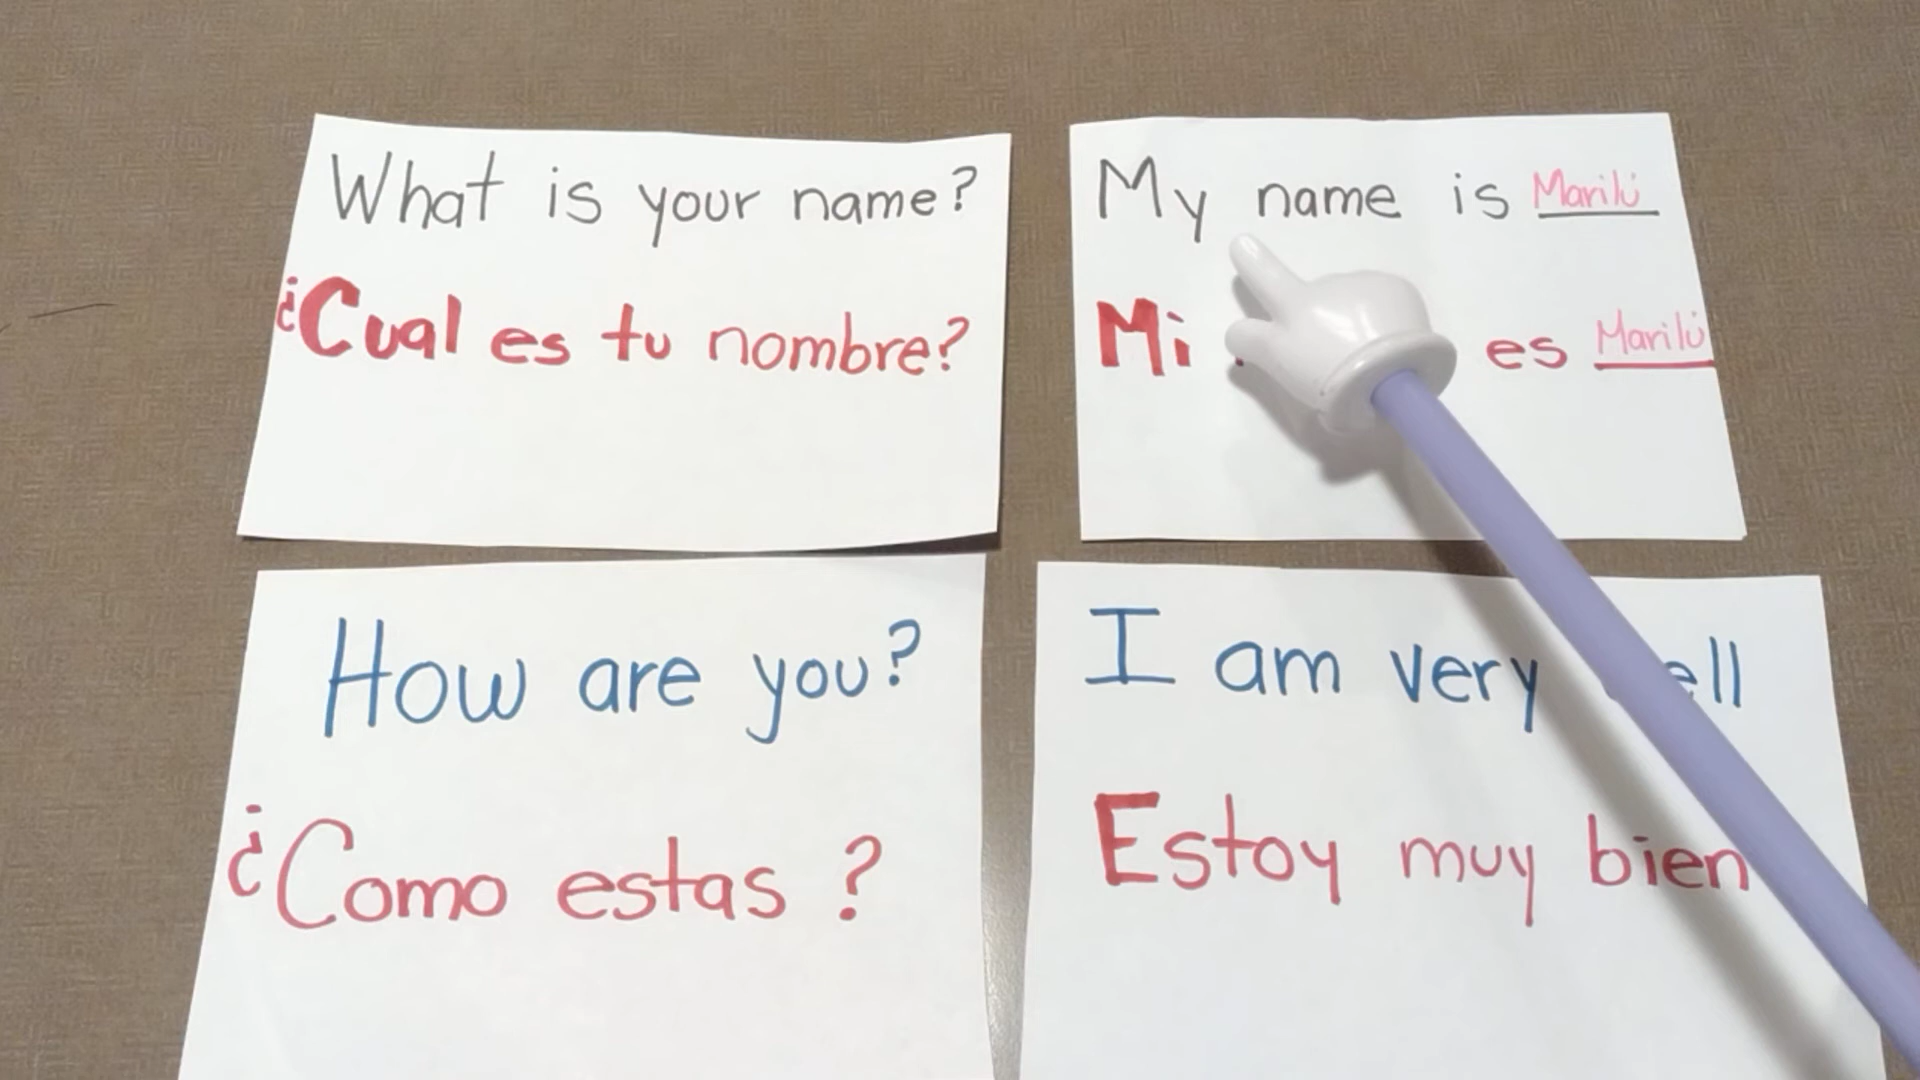 What is your name?
¿Cual es tu nombre?
My name is Marilú
Mi es Marilú
How are you?
¿Como estas?
I am very
Estoy muy bien